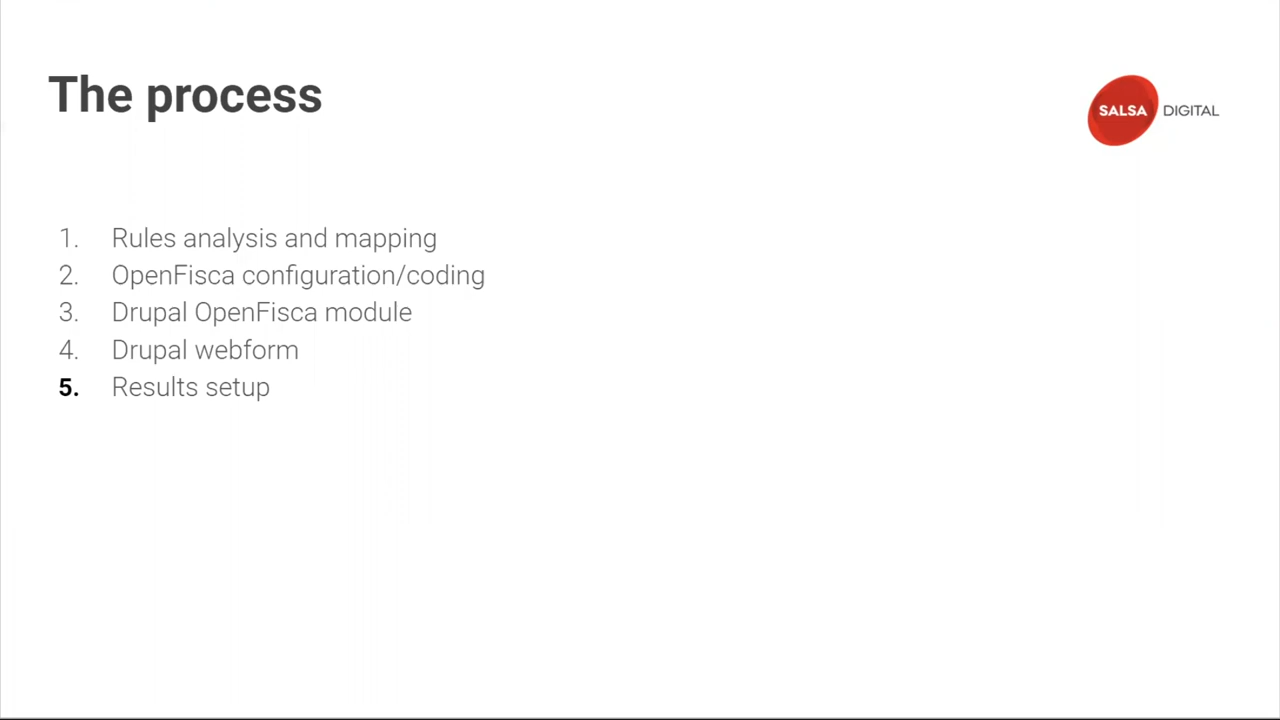 The process
SALSA DIGITAL
1. Rules analysis and mapping
2. OpenFisca configuration/coding
3. Drupal OpenFisca module
4. Drupal webform
5. Results setup